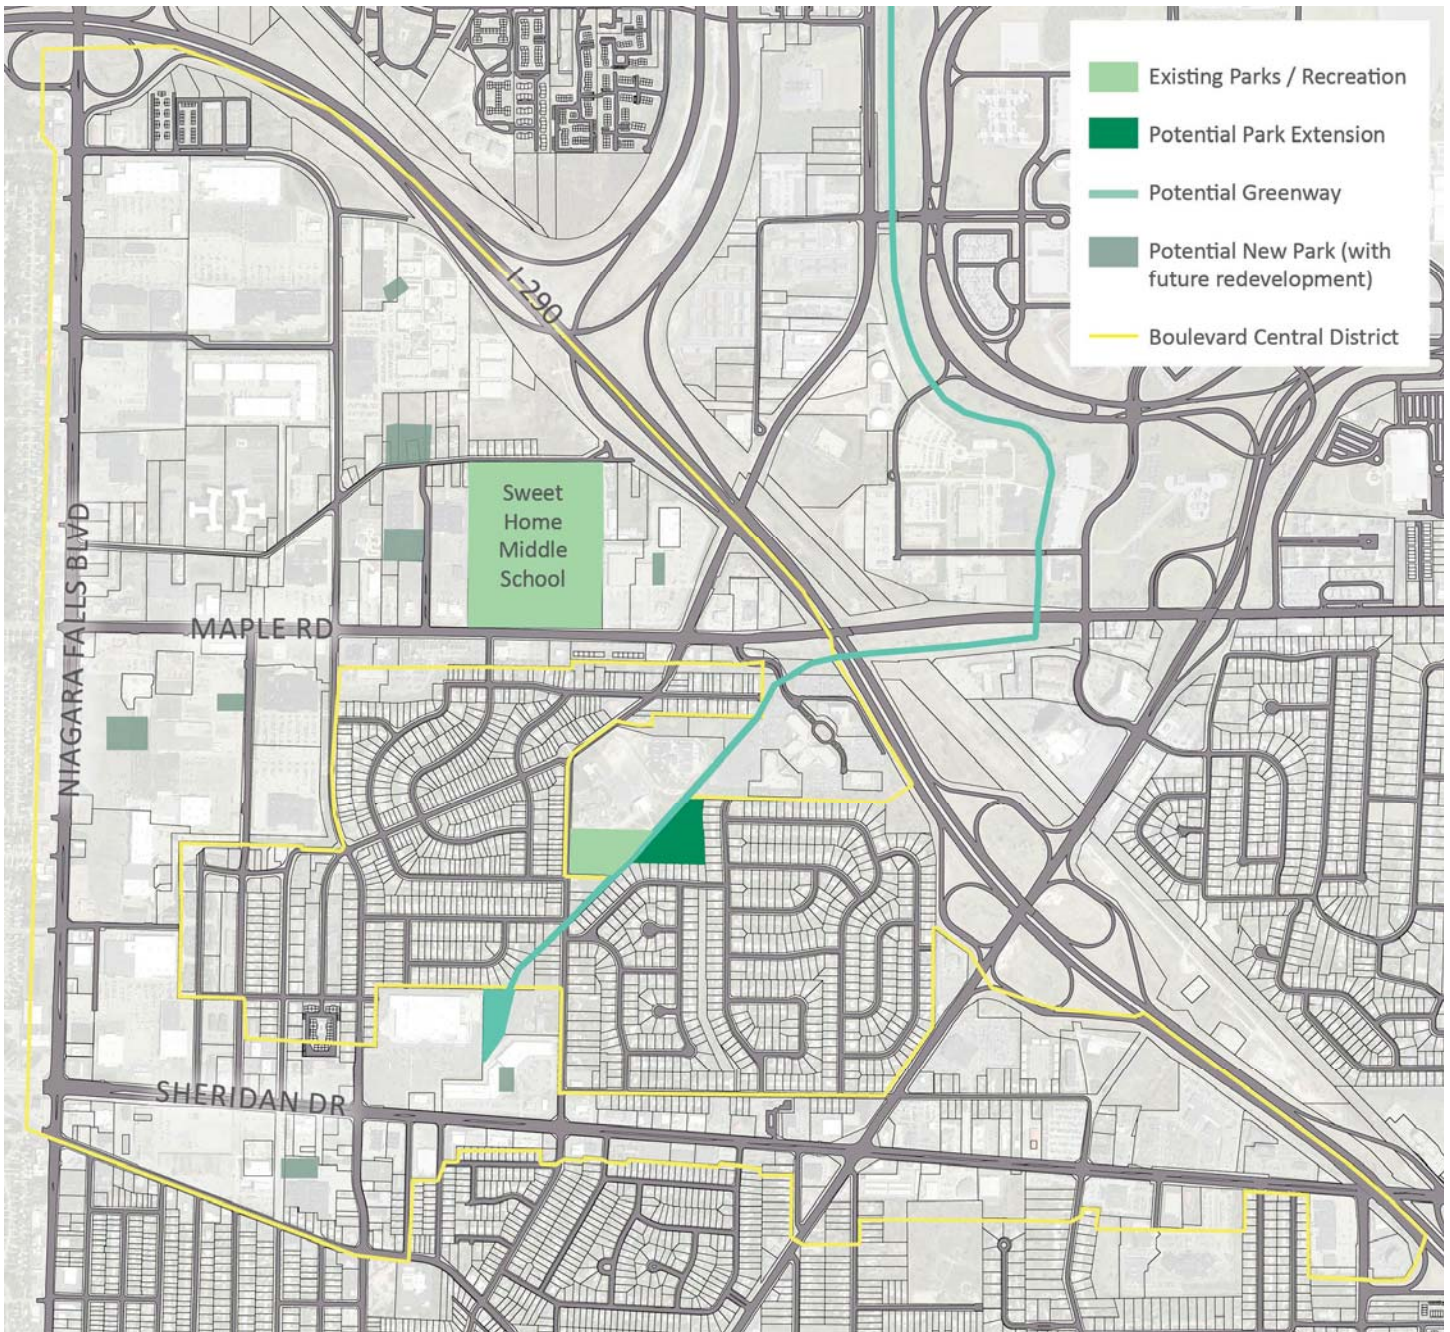 Existing Parks / Recreation
Potential Park Extension
Potential Greenway
Potential New Park (with
future redevelopment)
Boulevard Central District
I-290
Sweet
Home
Middle
School
NIAGARA FALLS BLVD
MAPLE RD
SHERIDAN DR